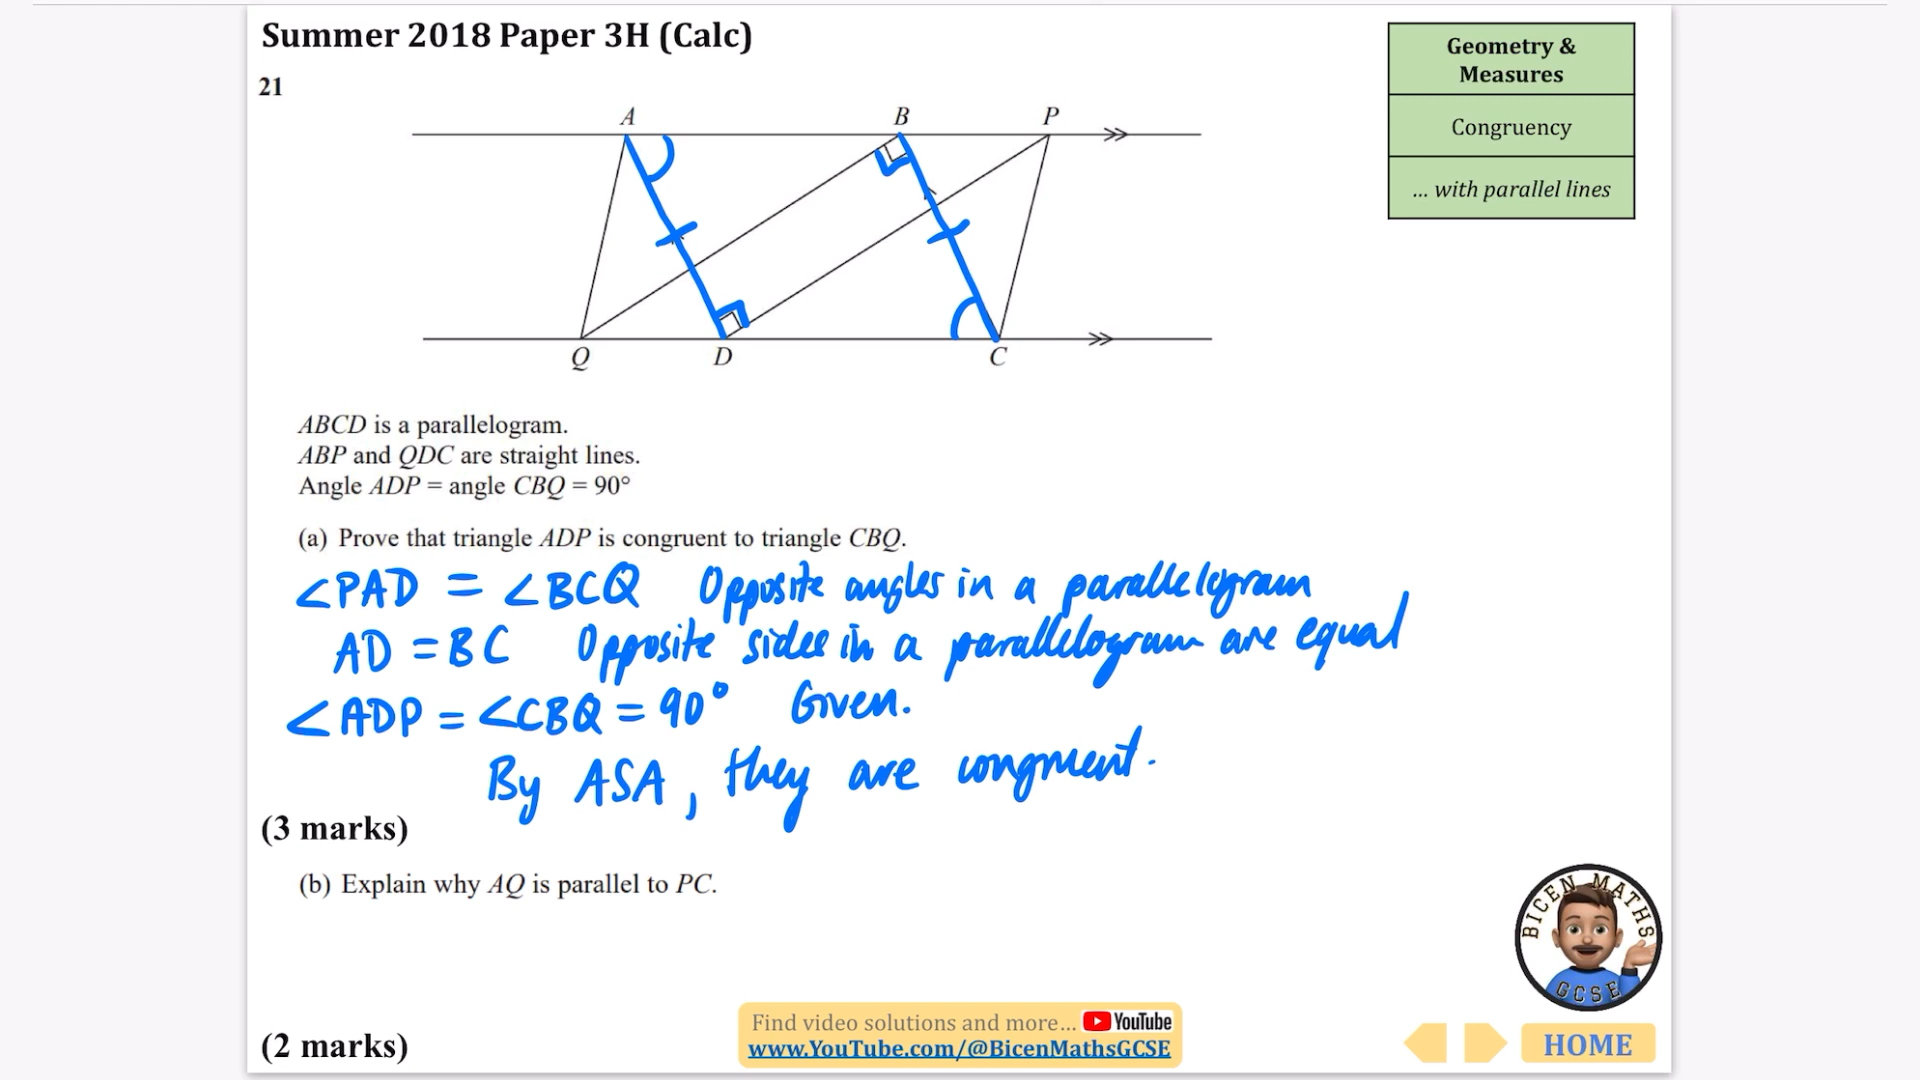 Summer 2018 Paper 3H (Calc)
Geometry &
Measures
Congruency
... with parallel lines
21
A
B
P
Q
D
C
ABCD is a parallelogram.
ABP and QDC are straight lines.
Angle ADP = angle CBQ = 90°
(a) Prove that triangle ADP is congruent to triangle CBQ.
∠PAD = ∠BCQ Opposite angles in a parallelogram
AD = BC Opposite sides in a parallelogram are equal
∠ADP = ∠CBQ = 90° Given.
By ASA, they are congruent.
(3 marks)
(b) Explain why AQ is parallel to PC.
BICEN MATHS
GCSE
(2 marks)
Find video solutions and more... YouTube
www.YouTube.com/@BicenMathsGCSE
HOME